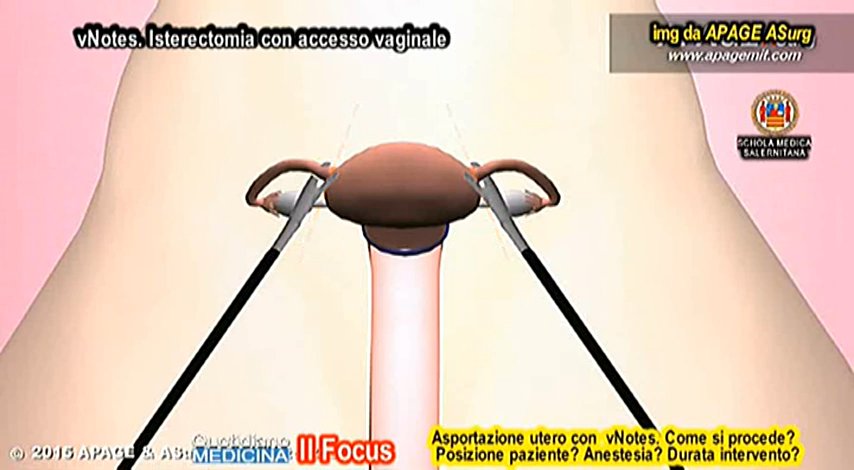 vNotes. Isterectomia con accesso vaginale
img da APAGE ASurg
www.apagemit.com
SCHOLA MEDICA
SALERNITANA
© 2015 APAGE & AS
Quotidiano
MEDICINA Il Focus
Asportazione utero con vNotes. Come si procede?
Posizione paziente? Anestesia? Durata intervento?